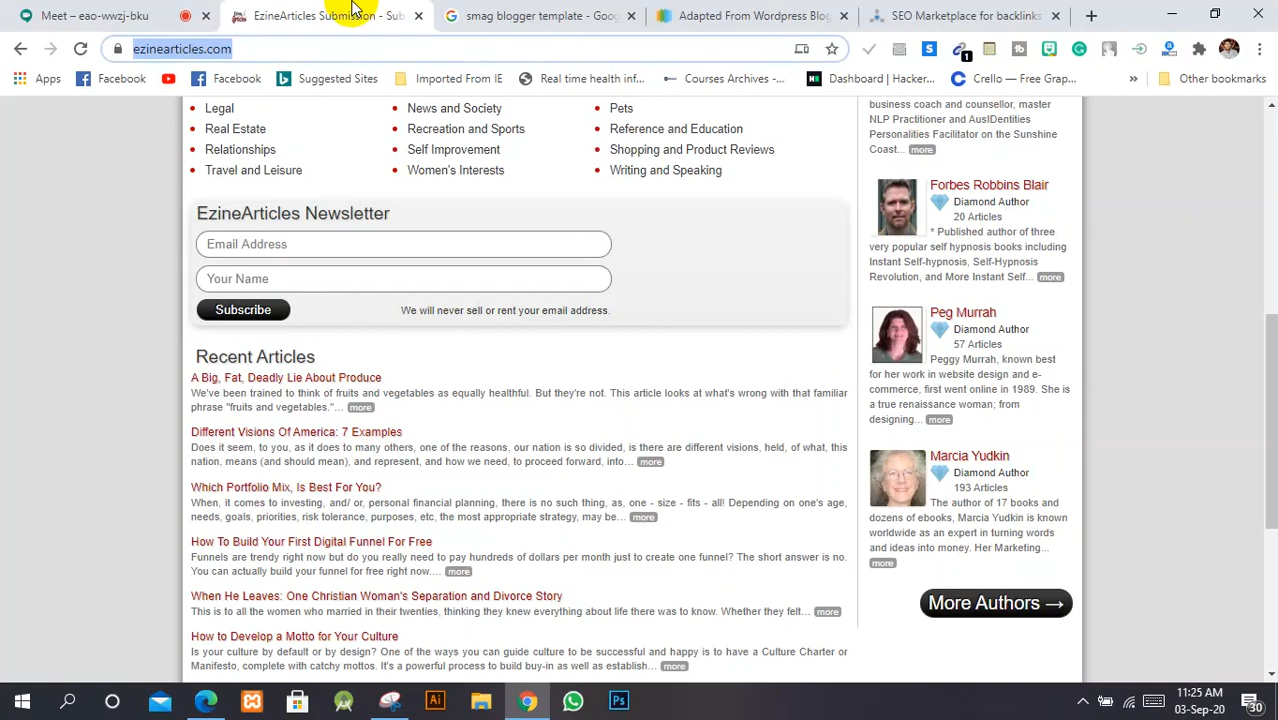 Meet – eao-wwzj-bku
EzineArticles Submission - Sub
smag blogger template - Goog
Adapted From Wordpress Blog
SEO Marketplace for backlinks
ezinearticles.com
1
Apps
Facebook
Facebook
Suggested Sites
Imported From IE
Real time health inf...
Courses Archives -...
Dashboard | Hacker...
Crello — Free Grap...
»
Other bookmarks
Legal
News and Society
Pets
Real Estate
Recreation and Sports
Reference and Education
Relationships
Self Improvement
Shopping and Product Reviews
Travel and Leisure
Women's Interests
Writing and Speaking
EzineArticles Newsletter
Email Address
Your Name
Subscribe
We will never sell or rent your email address.
Recent Articles
A Big, Fat, Deadly Lie About Produce
We've been trained to think of fruits and vegetables as equally healthful. But they're not. This article looks at what's wrong with that familiar
phrase "fruits and vegetables."... more
Different Visions Of America: 7 Examples
Does it seem, to you, as it does to many others, one of the reasons, our nation is so divided, is there are different visions, held, of what, this
nation, means (and should mean), and represent, and how we need, to proceed forward, into... more
Which Portfolio Mix, Is Best For You?
When, it comes to investing, and/ or, personal financial planning, there is no such thing, as, one - size - fits - all! Depending on one's age,
needs, goals, priorities, risk tolerance, purposes, etc, the most appropriate strategy, may be... more
How To Build Your First Digital Funnel For Free
Funnels are trendy right now but do you really need to pay hundreds of dollars per month just to create one funnel? The short answer is no.
You can actually build your funnel for free right now.... more
When He Leaves: One Christian Woman's Separation and Divorce Story
This is to all the women who married in their twenties, thinking they knew everything about life there was to know. Whether they felt... more
How to Develop a Motto for Your Culture
Is your culture by default or by design? One of the ways you can guide culture to be successful and happy is to have a Culture Charter or
Manifesto, complete with catchy mottos. It's a powerful process to build buy-in as well as establish... more
business coach and counsellor, master
NLP Practitioner and AusIDentities
Personalities Facilitator on the Sunshine
Coast... more
Forbes Robbins Blair
Diamond Author
20 Articles
* Published author of three
very popular self hypnosis books including
Instant Self-hypnosis, Self-Hypnosis
Revolution, and More Instant Self... more
Peg Murrah
Diamond Author
57 Articles
Peggy Murrah, known best
for her work in website design and e-
commerce, first went online in 1989. She is
a true renaissance woman; from
designing... more
Marcia Yudkin
Diamond Author
193 Articles
The author of 17 books and
dozens of ebooks, Marcia Yudkin is known
worldwide as an expert in turning words
and ideas into money. Her Marketing...
more
More Authors →
Ai
Ps
11:25 AM
03-Sep-20
30